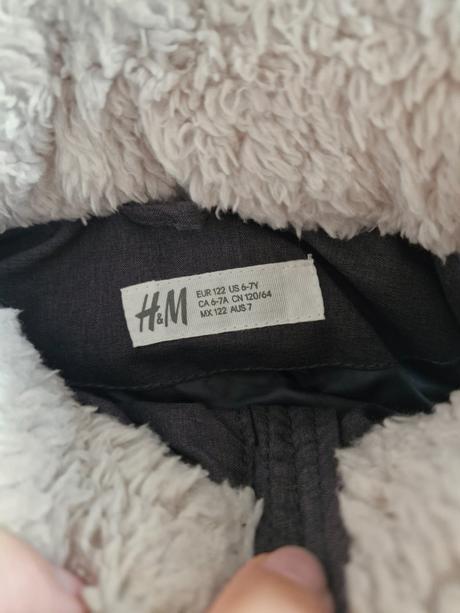 H&M
EUR 122 US 6-7Y
CA 6-7A CN 120/64
MX 122 AUS 7